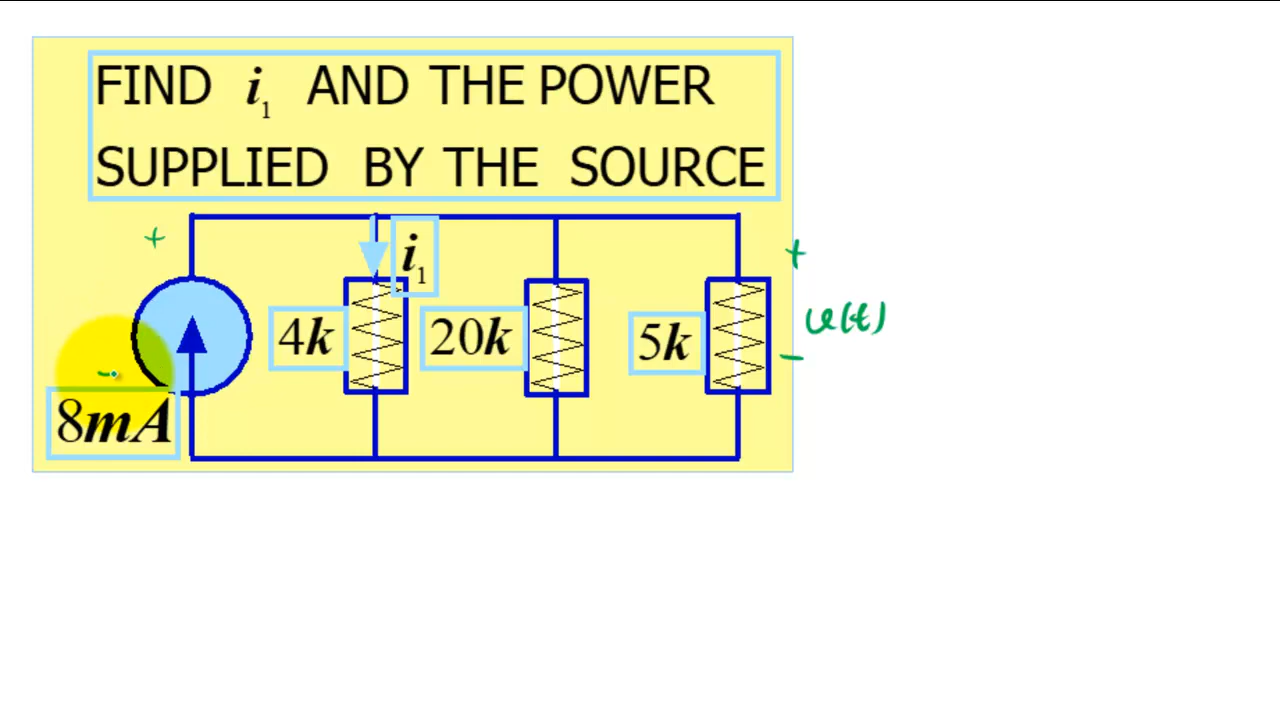 FIND i₁ AND THE POWER
SUPPLIED BY THE SOURCE
+
i₁
+
4k
20k
5k
v(t)
-
-
8mA